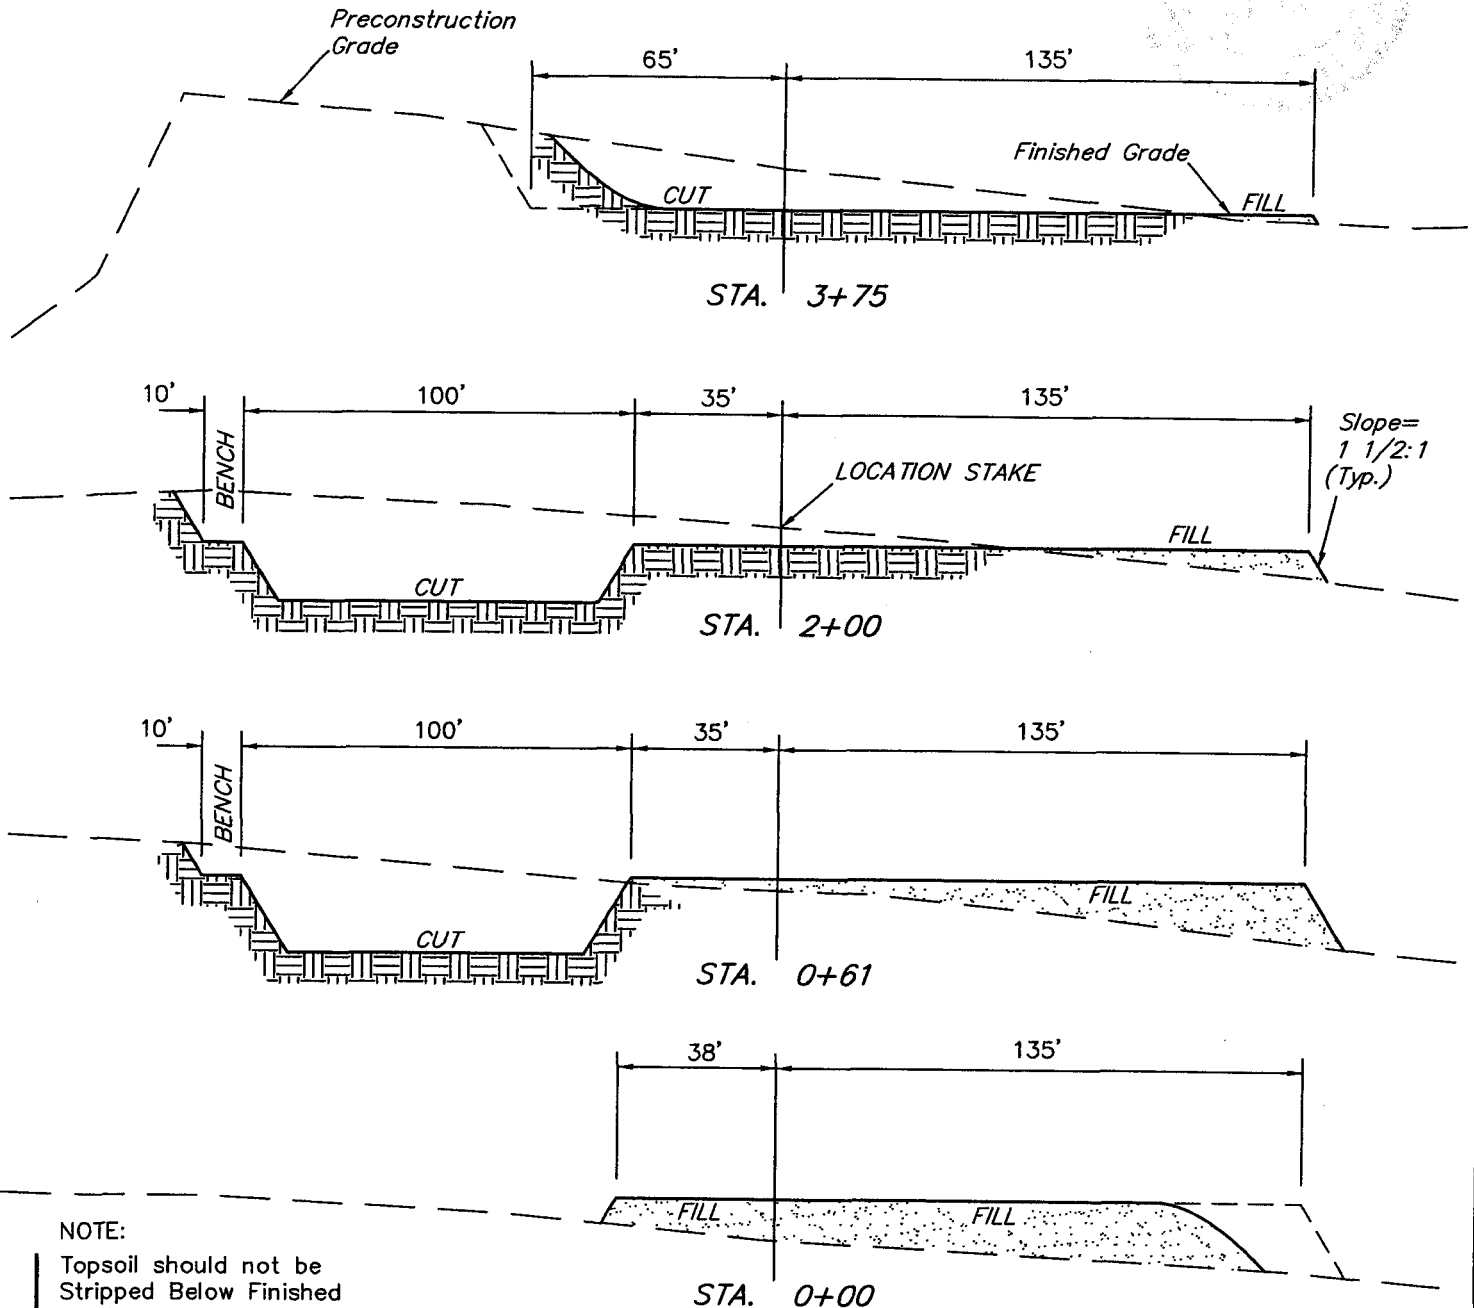 Preconstruction
Grade
65'
135'
Finished Grade
CUT
FILL
STA. 3+75
10'
100'
35'
135'
BENCH
Slope=
1 1/2:1
(Typ.)
LOCATION STAKE
FILL
CUT
STA. 2+00
10'
100'
35'
135'
BENCH
FILL
CUT
STA. 0+61
38'
135'
FILL
FILL
NOTE:
Topsoil should not be
Stripped Below Finished
STA. 0+00